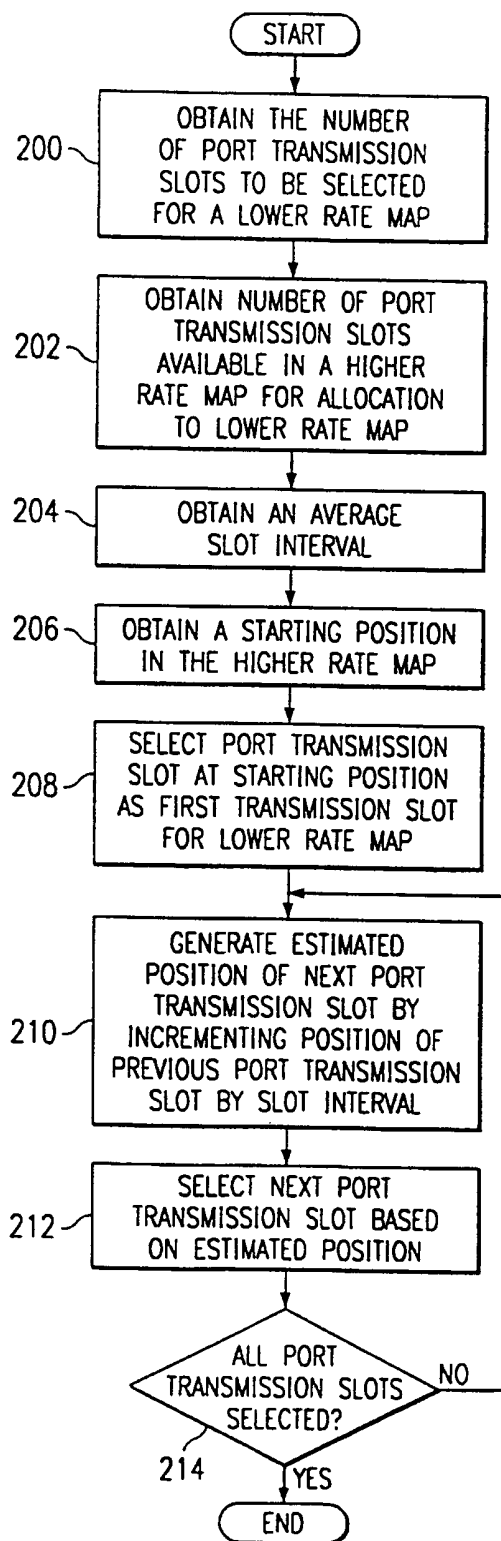 START
200
OBTAIN THE NUMBER
OF PORT TRANSMISSION
SLOTS TO BE SELECTED
FOR A LOWER RATE MAP
202
OBTAIN NUMBER OF PORT
TRANSMISSION SLOTS
AVAILABLE IN A HIGHER
RATE MAP FOR ALLOCATION
TO LOWER RATE MAP
204
OBTAIN AN AVERAGE
SLOT INTERVAL
206
OBTAIN A STARTING POSITION
IN THE HIGHER RATE MAP
208
SELECT PORT TRANSMISSION
SLOT AT STARTING POSITION
AS FIRST TRANSMISSION SLOT
FOR LOWER RATE MAP
210
GENERATE ESTIMATED
POSITION OF NEXT PORT
TRANSMISSION SLOT BY
INCREMENTING POSITION OF
PREVIOUS PORT TRANSMISSION
SLOT BY SLOT INTERVAL
212
SELECT NEXT PORT
TRANSMISSION SLOT BASED
ON ESTIMATED POSITION
ALL PORT
TRANSMISSION SLOTS
SELECTED?
NO
214
YES
END